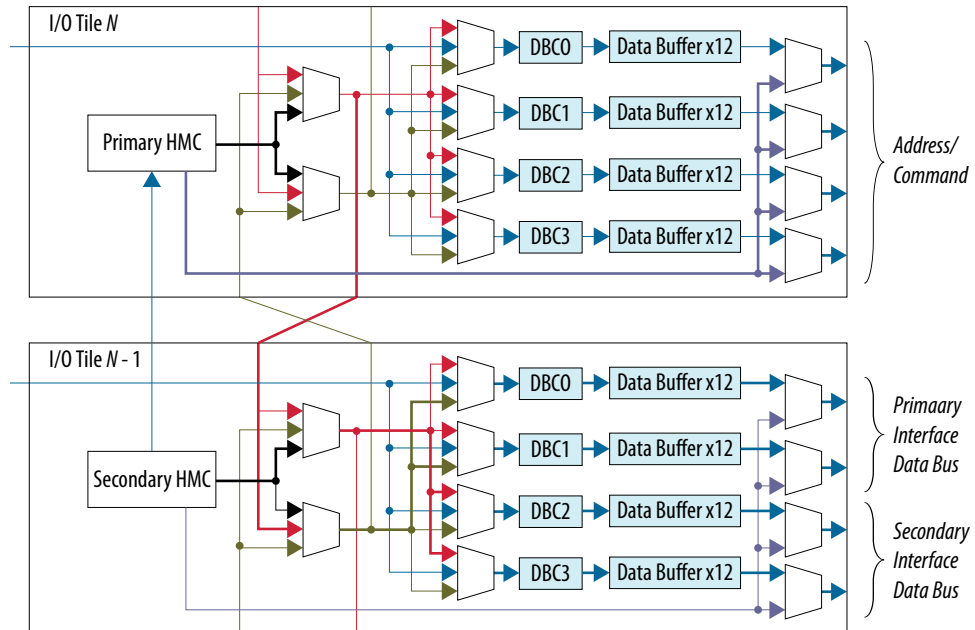 I/O Tile N
DBC0
Data Buffer x12
DBC1
Data Buffer x12
Primary HMC
DBC2
Data Buffer x12
DBC3
Data Buffer x12
Address/
Command
I/O Tile N - 1
DBC0
Data Buffer x12
DBC1
Data Buffer x12
Secondary HMC
DBC2
Data Buffer x12
DBC3
Data Buffer x12
Primaary
Interface
Data Bus
Secondary
Interface
Data Bus